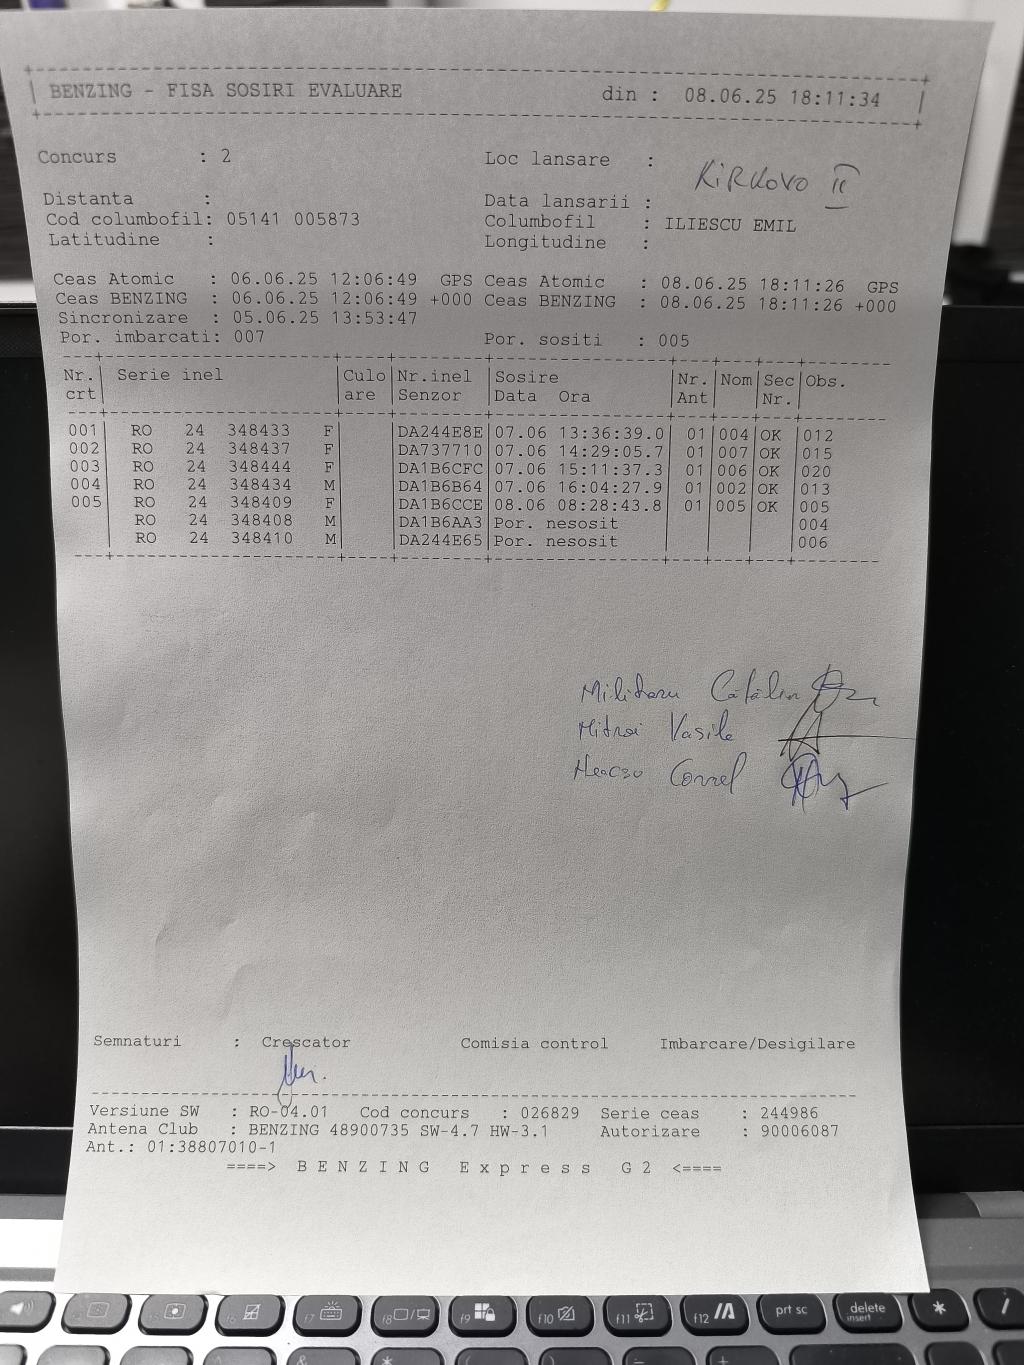 BENZING - FISA SOSIRI EVALUARE din : 08.06.25 18:11:34
Concurs : 2 Loc lansare : KIRKOVO II
Distanta : Data lansarii :
Cod columbofil: 05141 005873 Columbofil : ILIESCU EMIL
Latitudine : Longitudine :
Ceas Atomic : 06.06.25 12:06:49 GPS Ceas Atomic : 08.06.25 18:11:26 GPS
Ceas BENZING : 06.06.25 12:06:49 +000 Ceas BENZING : 08.06.25 18:11:26 +000
Sincronizare : 05.06.25 13:53:47
Por. imbarcati: 007 Por. sositi : 005
Nr. Serie inel Culo Nr.inel Sosire Nr. Nom Sec Obs.
crt are Senzor Data Ora Ant Nr.
001 RO 24 348433 F DA244E8E 07.06 13:36:39.0 01 004 OK 012
002 RO 24 348437 F DA737710 07.06 14:29:05.7 01 007 OK 015
003 RO 24 348444 F DA1B6CFC 07.06 15:11:37.3 01 006 OK 020
004 RO 24 348434 M DA1B6B64 07.06 16:04:27.9 01 002 OK 013
005 RO 24 348409 F DA1B6CCE 08.06 08:28:43.8 01 005 OK 005
RO 24 348408 M DA1B6AA3 Por. nesosit 004
RO 24 348410 M DA244E65 Por. nesosit 006
Militaru Cătălin
Mitroi Vasile
Neacsu Cornel
Semnaturi : Crescator Comisia control Imbarcare/Desigilare
Versiune SW : RO-04.01 Cod concurs : 026829 Serie ceas : 244986
Antena Club : BENZING 48900735 SW-4.7 HW-3.1 Autorizare : 90006087
Ant.: 01:38807010-1
====> B E N Z I N G E x p r e s s G 2 <====
f7 f8 f9 f10 f11 f12 prt sc delete * /
insert